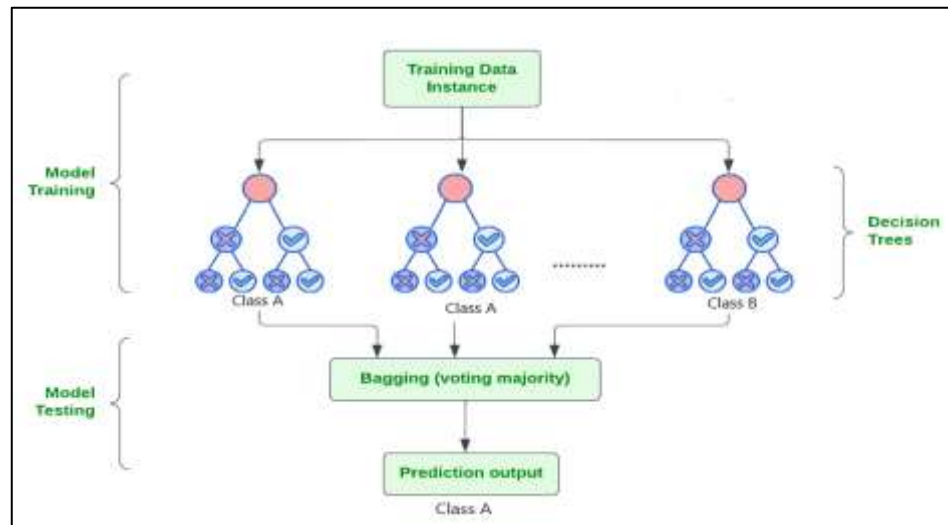 Training Data
Instance
Model
Training
Decision
Trees
Class A
Class A
Class B
.........
Bagging (voting majority)
Model
Testing
Prediction output
Class A